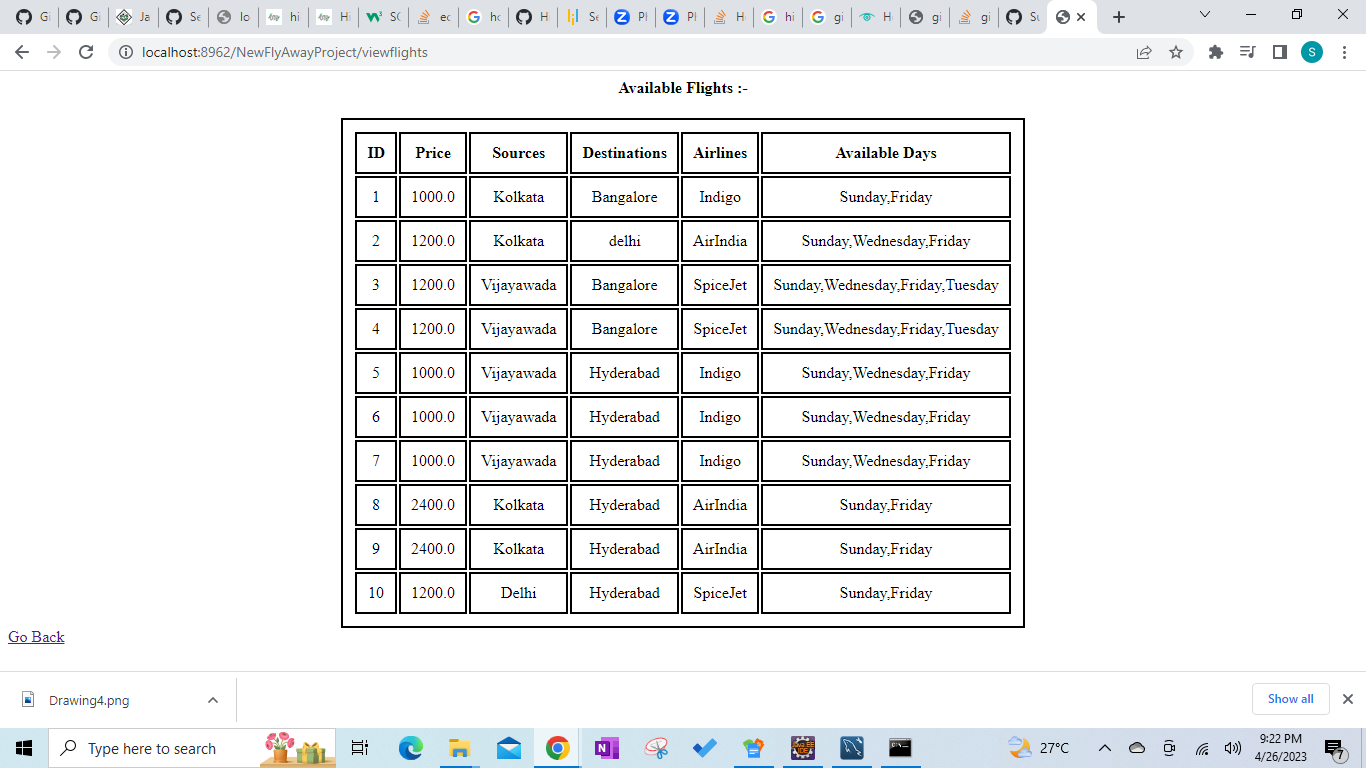 Gi Gi Ja Se lo hi Hi SQ ec ho Hi Se Pl Pl Ho hi gi Ho gi gi Su
localhost:8962/NewFlyAwayProject/viewflights S
Available Flights :-
ID Price Sources Destinations Airlines Available Days
1 1000.0 Kolkata Bangalore Indigo Sunday,Friday
2 1200.0 Kolkata delhi AirIndia Sunday,Wednesday,Friday
3 1200.0 Vijayawada Bangalore SpiceJet Sunday,Wednesday,Friday,Tuesday
4 1200.0 Vijayawada Bangalore SpiceJet Sunday,Wednesday,Friday,Tuesday
5 1000.0 Vijayawada Hyderabad Indigo Sunday,Wednesday,Friday
6 1000.0 Vijayawada Hyderabad Indigo Sunday,Wednesday,Friday
7 1000.0 Vijayawada Hyderabad Indigo Sunday,Wednesday,Friday
8 2400.0 Kolkata Hyderabad AirIndia Sunday,Friday
9 2400.0 Kolkata Hyderabad AirIndia Sunday,Friday
10 1200.0 Delhi Hyderabad SpiceJet Sunday,Friday
Go Back
Drawing4.png Show all
Type here to search 27°C 9:22 PM
4/26/2023 7